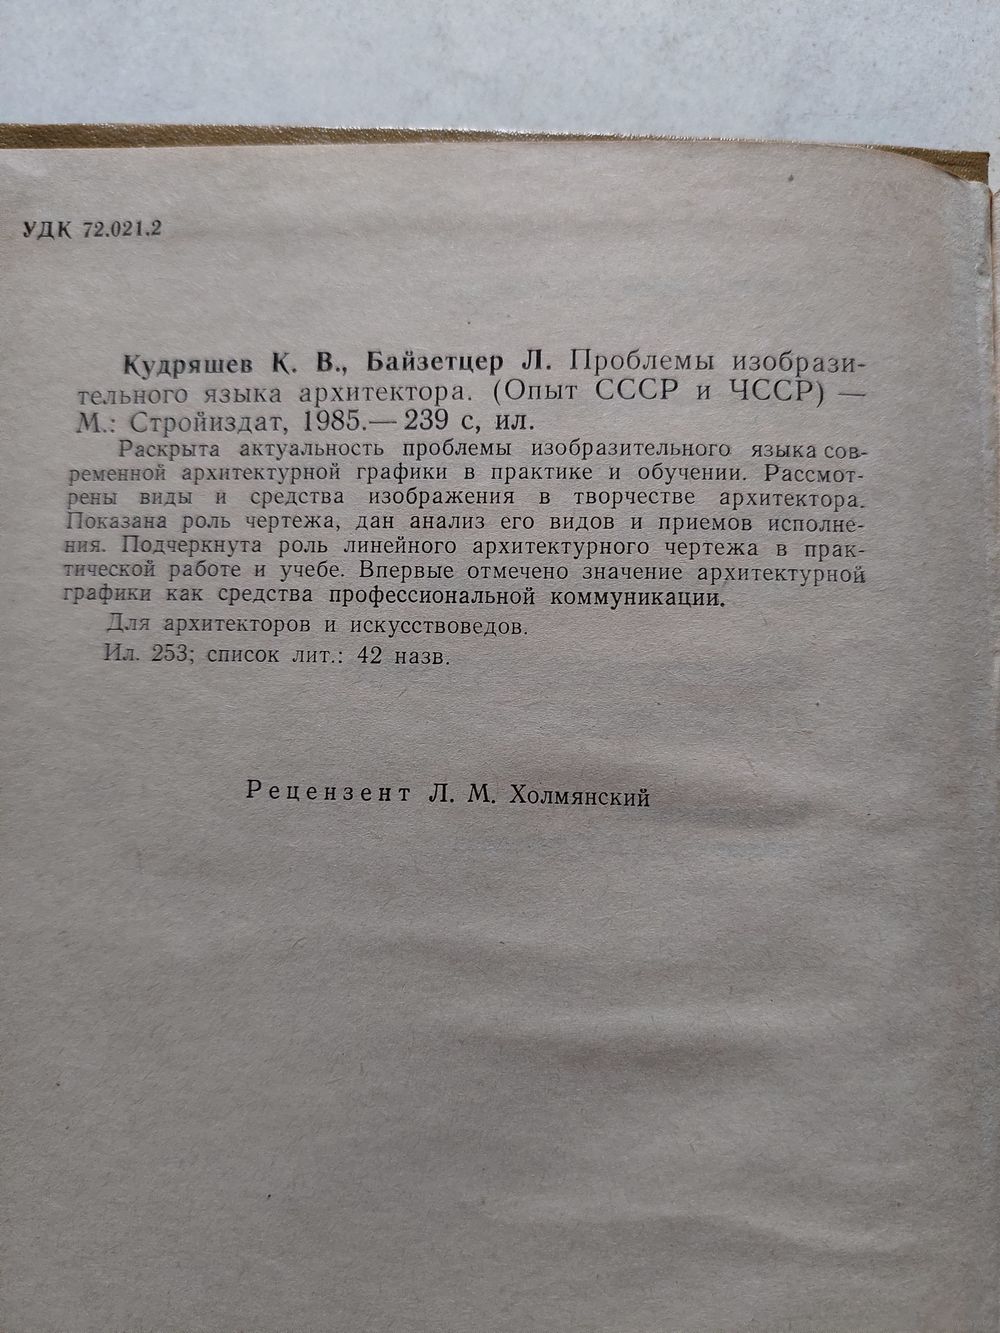 УДК 72.021.2
Кудряшев К. В., Байзетцер Л. Проблемы изобрази-
тельного языка архитектора. (Опыт СССР и ЧССР) —
М.: Стройиздат, 1985.— 239 с, ил.
Раскрыта актуальность проблемы изобразительного языка сов-
ременной архитектурной графики в практике и обучении. Рассмот-
рены виды и средства изображения в творчестве архитектора.
Показана роль чертежа, дан анализ его видов и приемов исполне-
ния. Подчеркнута роль линейного архитектурного чертежа в прак-
тической работе и учебе. Впервые отмечено значение архитектурной
графики как средства профессиональной коммуникации.
Для архитекторов и искусствоведов.
Ил. 253; список лит.: 42 назв.
Рецензент Л. М. Холмянский